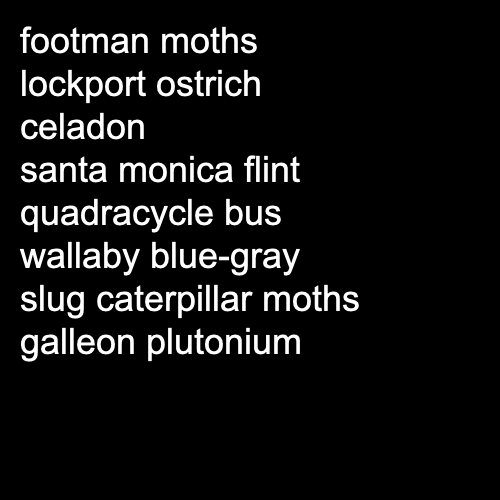 footman moths
lockport ostrich
celadon
santa monica flint
quadracycle bus
wallaby blue-gray
slug caterpillar moths
galleon plutonium